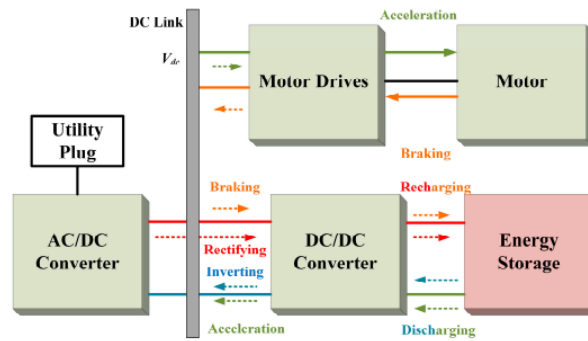 DC Link
Acceleration
Vdc
Motor Drives
Motor
Utility
Plug
Braking
Braking
Recharging
AC/DC
Converter
Rectifying
Inverting
DC/DC
Converter
Energy
Storage
Acceleration
Discharging